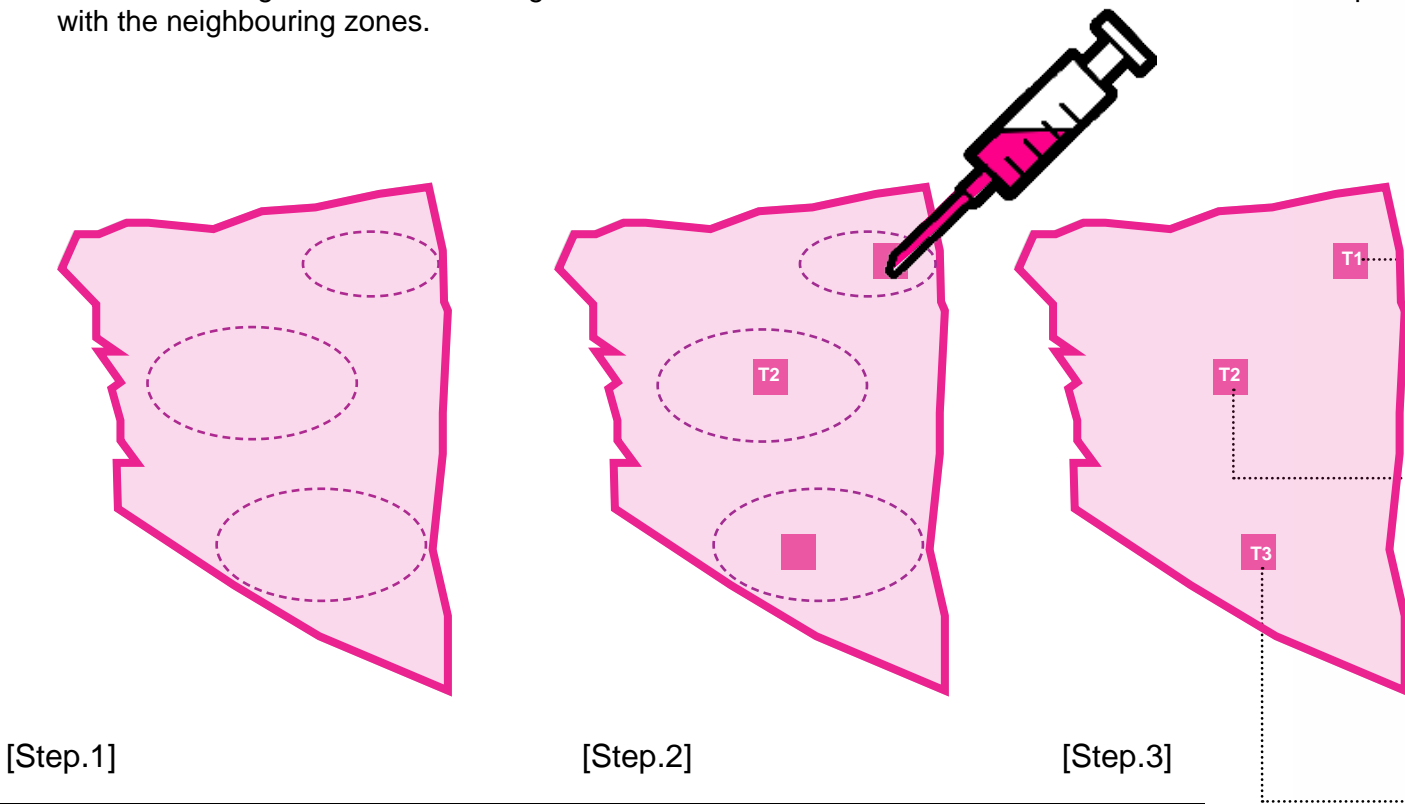 with the neighbouring zones.
T1
T2
T2
T3
[Step.1]
[Step.2]
[Step.3]